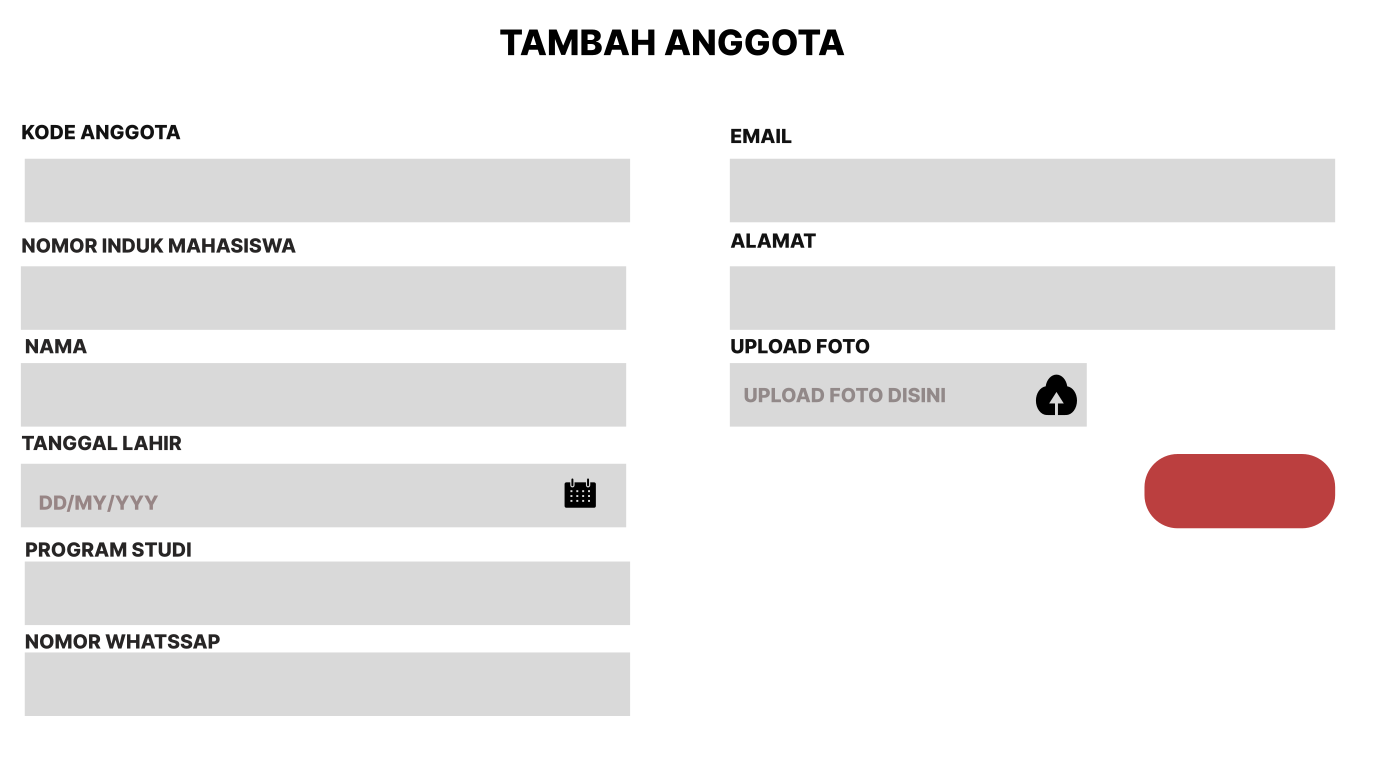 TAMBAH ANGGOTA
KODE ANGGOTA
NOMOR INDUK MAHASISWA
NAMA
TANGGAL LAHIR
DD/MY/YYY
PROGRAM STUDI
NOMOR WHATSSAP
EMAIL
ALAMAT
UPLOAD FOTO
UPLOAD FOTO DISINI